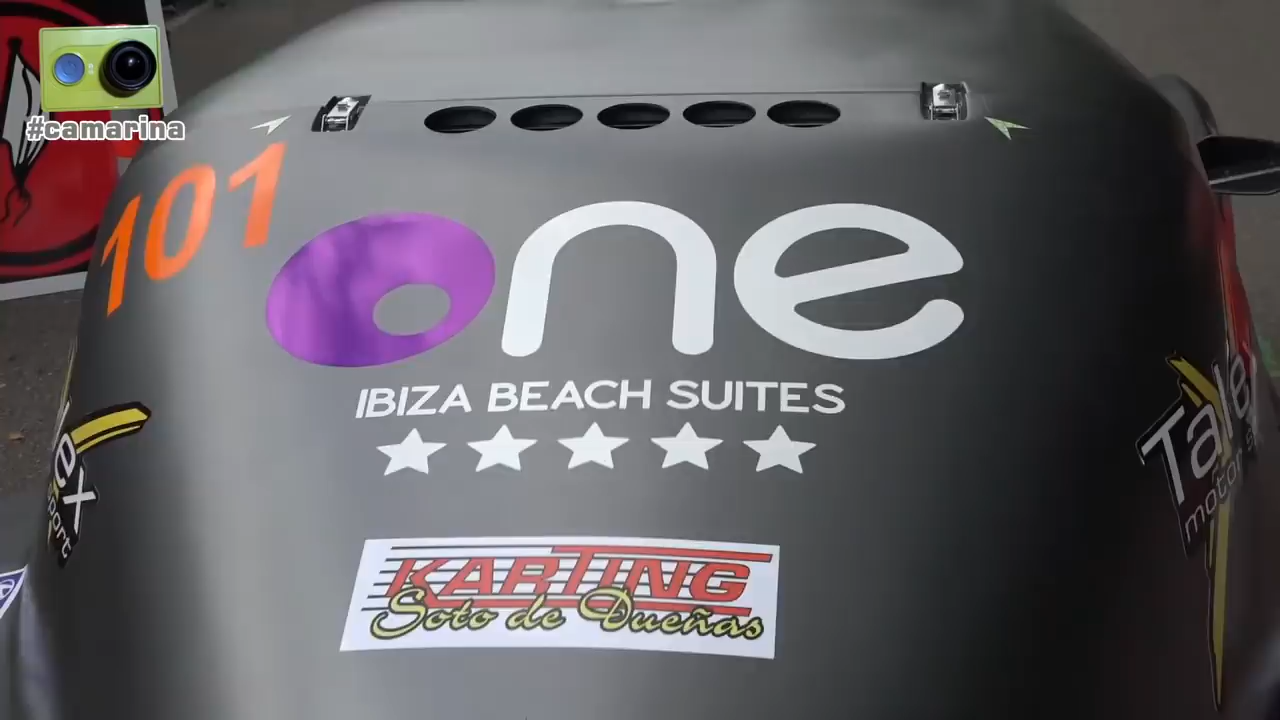 #camarina
101
one
IBIZA BEACH SUITES
KARTING
Soto de Dueñas